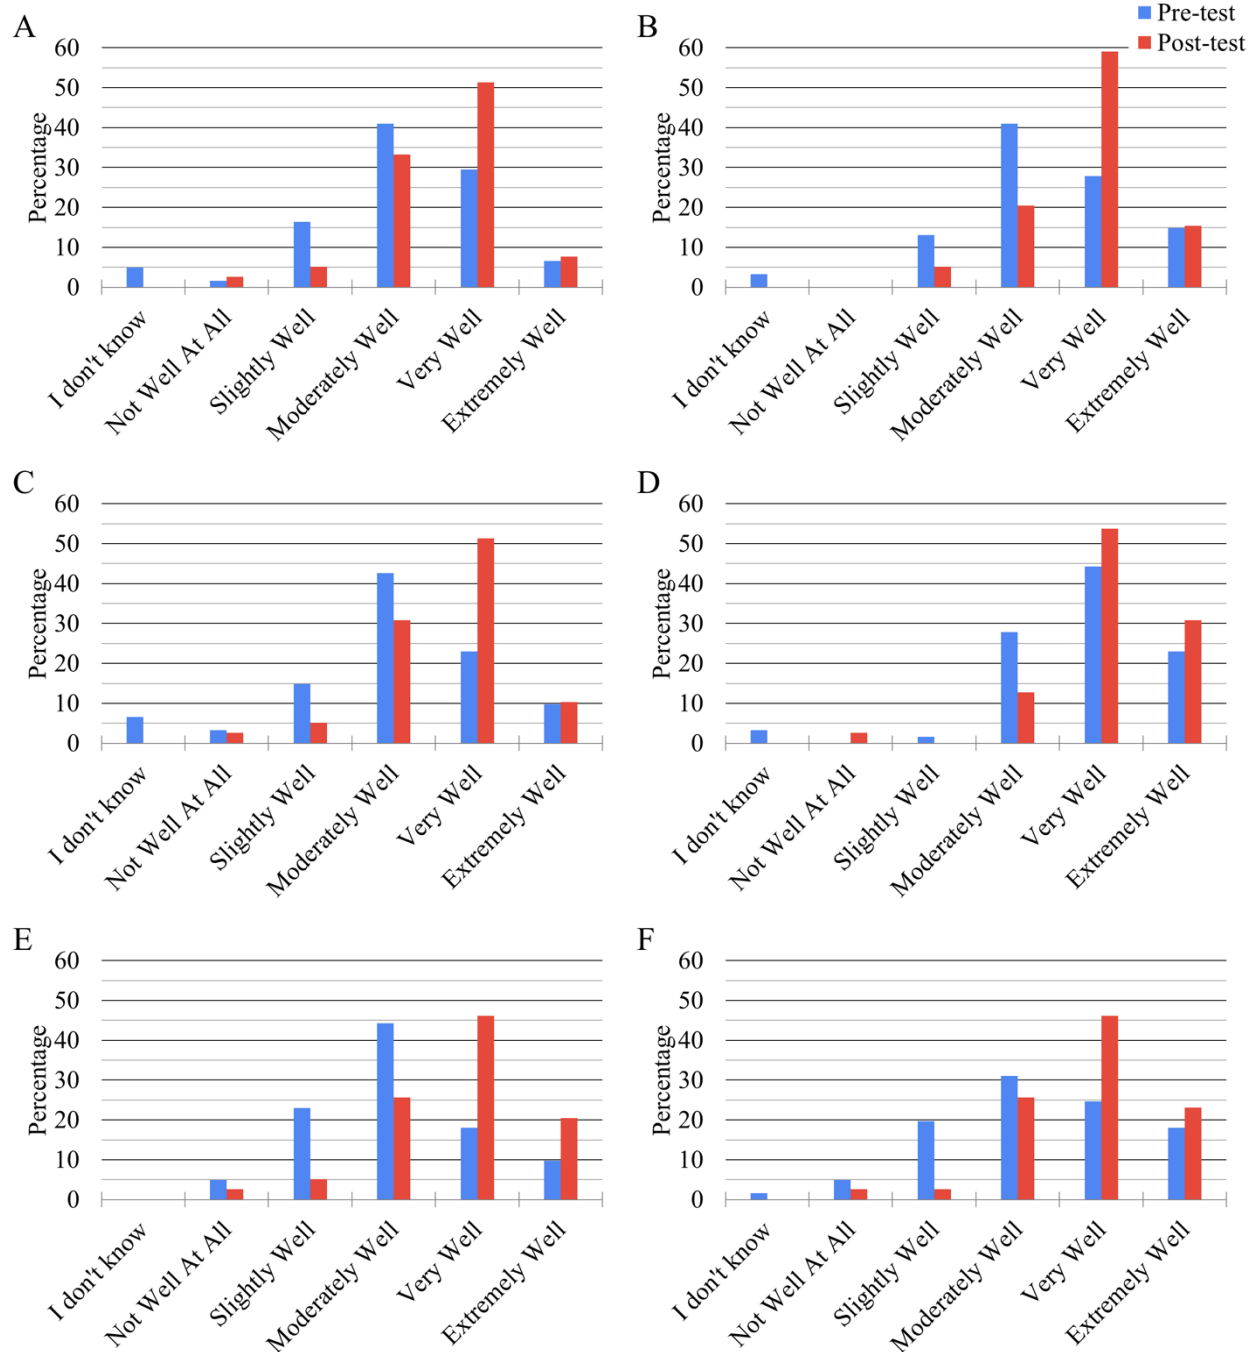 A
B
Pre-test
Post-test
60
50
40
30
20
10
0
Percentage
I don't know
Not Well At All
Slightly Well
Moderately Well
Very Well
Extremely Well
60
50
40
30
20
10
0
Percentage
I don't know
Not Well At All
Slightly Well
Moderately Well
Very Well
Extremely Well
C
60
50
40
30
20
10
0
Percentage
I don't know
Not Well At All
Slightly Well
Moderately Well
Very Well
Extremely Well
D
60
50
40
30
20
10
0
Percentage
I don't know
Not Well At All
Slightly Well
Moderately Well
Very Well
Extremely Well
E
60
50
40
30
20
10
0
Percentage
I don't know
Not Well At All
Slightly Well
Moderately Well
Very Well
Extremely Well
F
60
50
40
30
20
10
0
Percentage
I don't know
Not Well At All
Slightly Well
Moderately Well
Very Well
Extremely Well